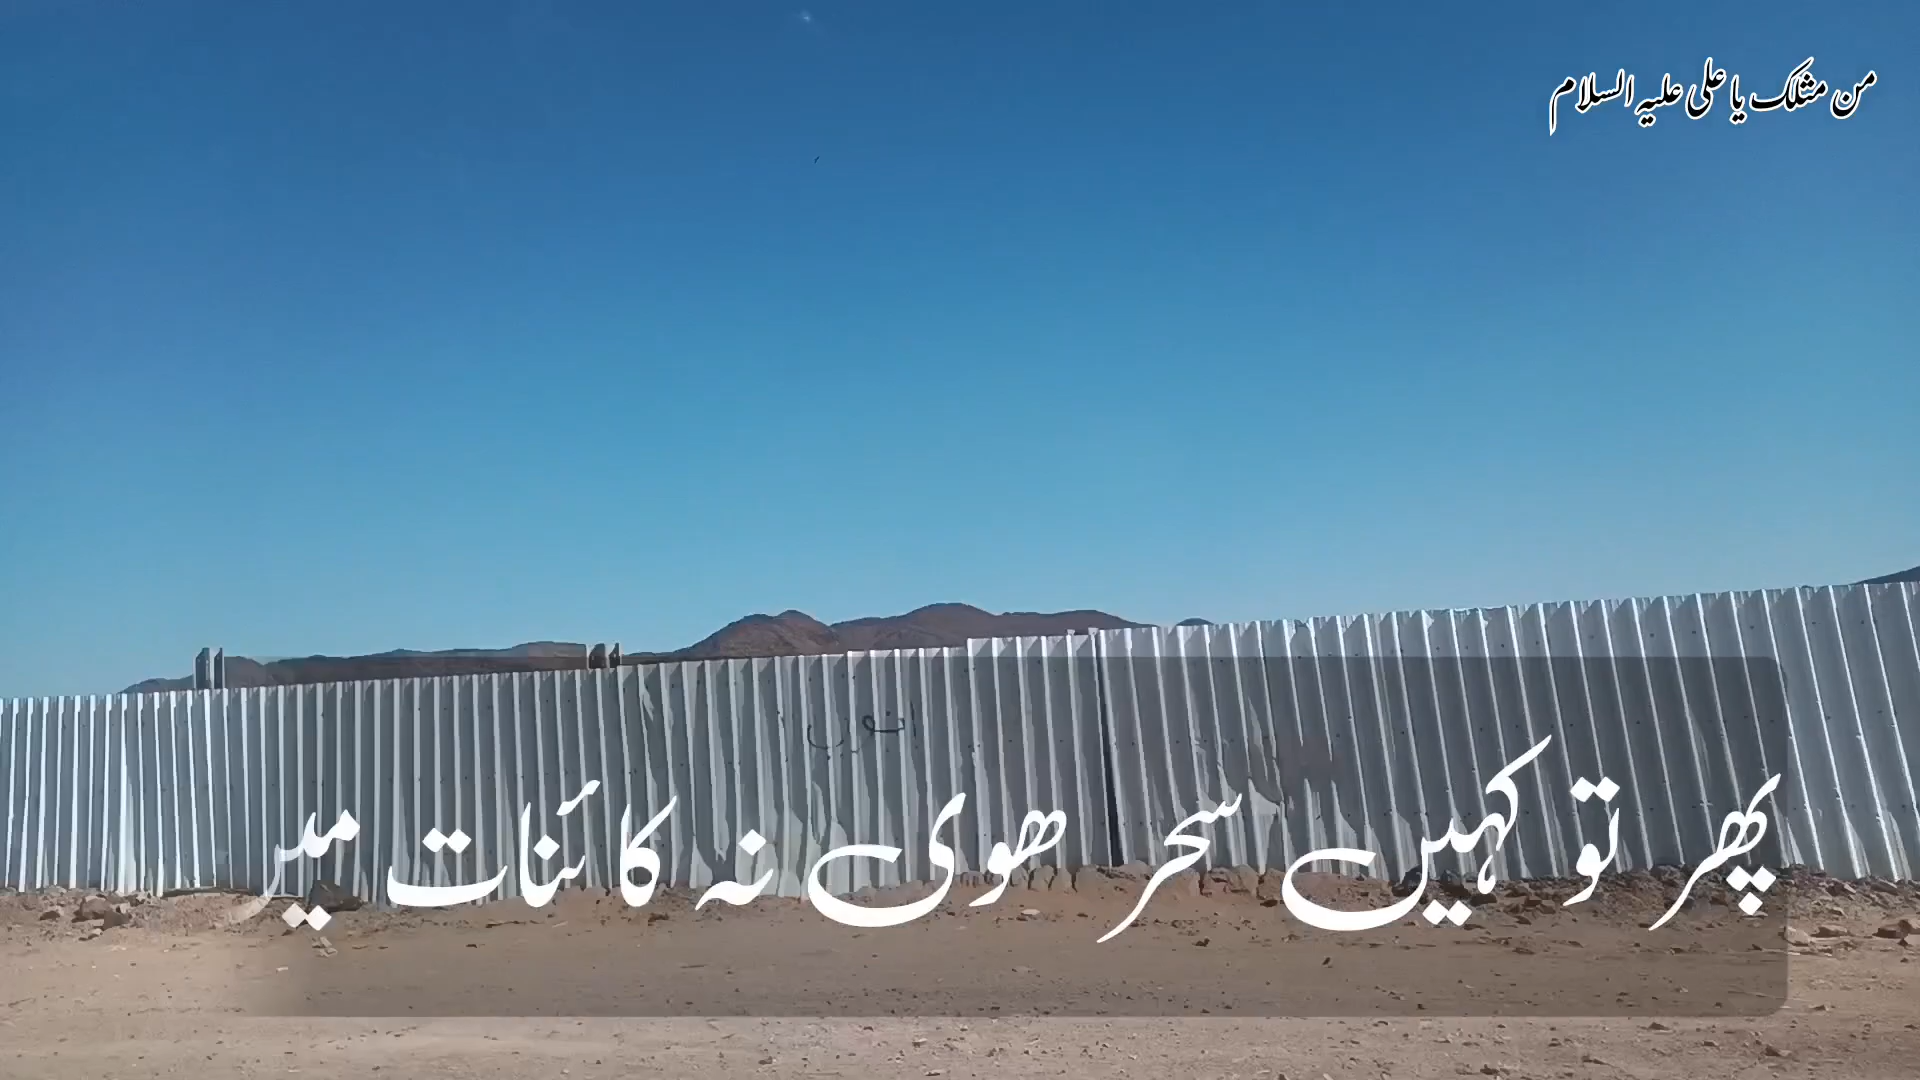 من مثلک یا علی علیہ السلام
پھر تو کہیں سحر ھوی نہ کائنات میں